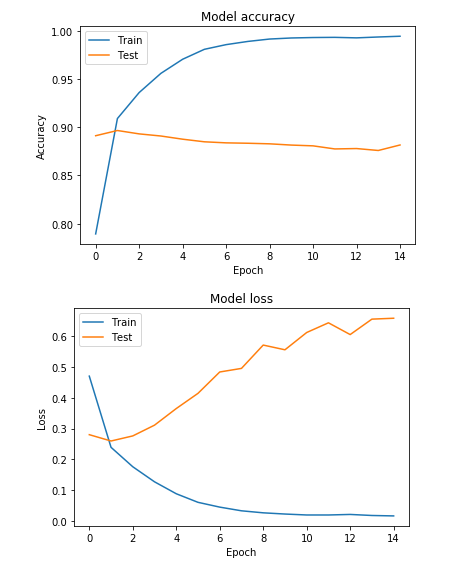 Model accuracy
Train
Test
1.00
0.95
0.90
0.85
0.80
Accuracy
0 2 4 6 8 10 12 14
Epoch
Model loss
Train
Test
0.6
0.5
0.4
0.3
0.2
0.1
0.0
Loss
0 2 4 6 8 10 12 14
Epoch